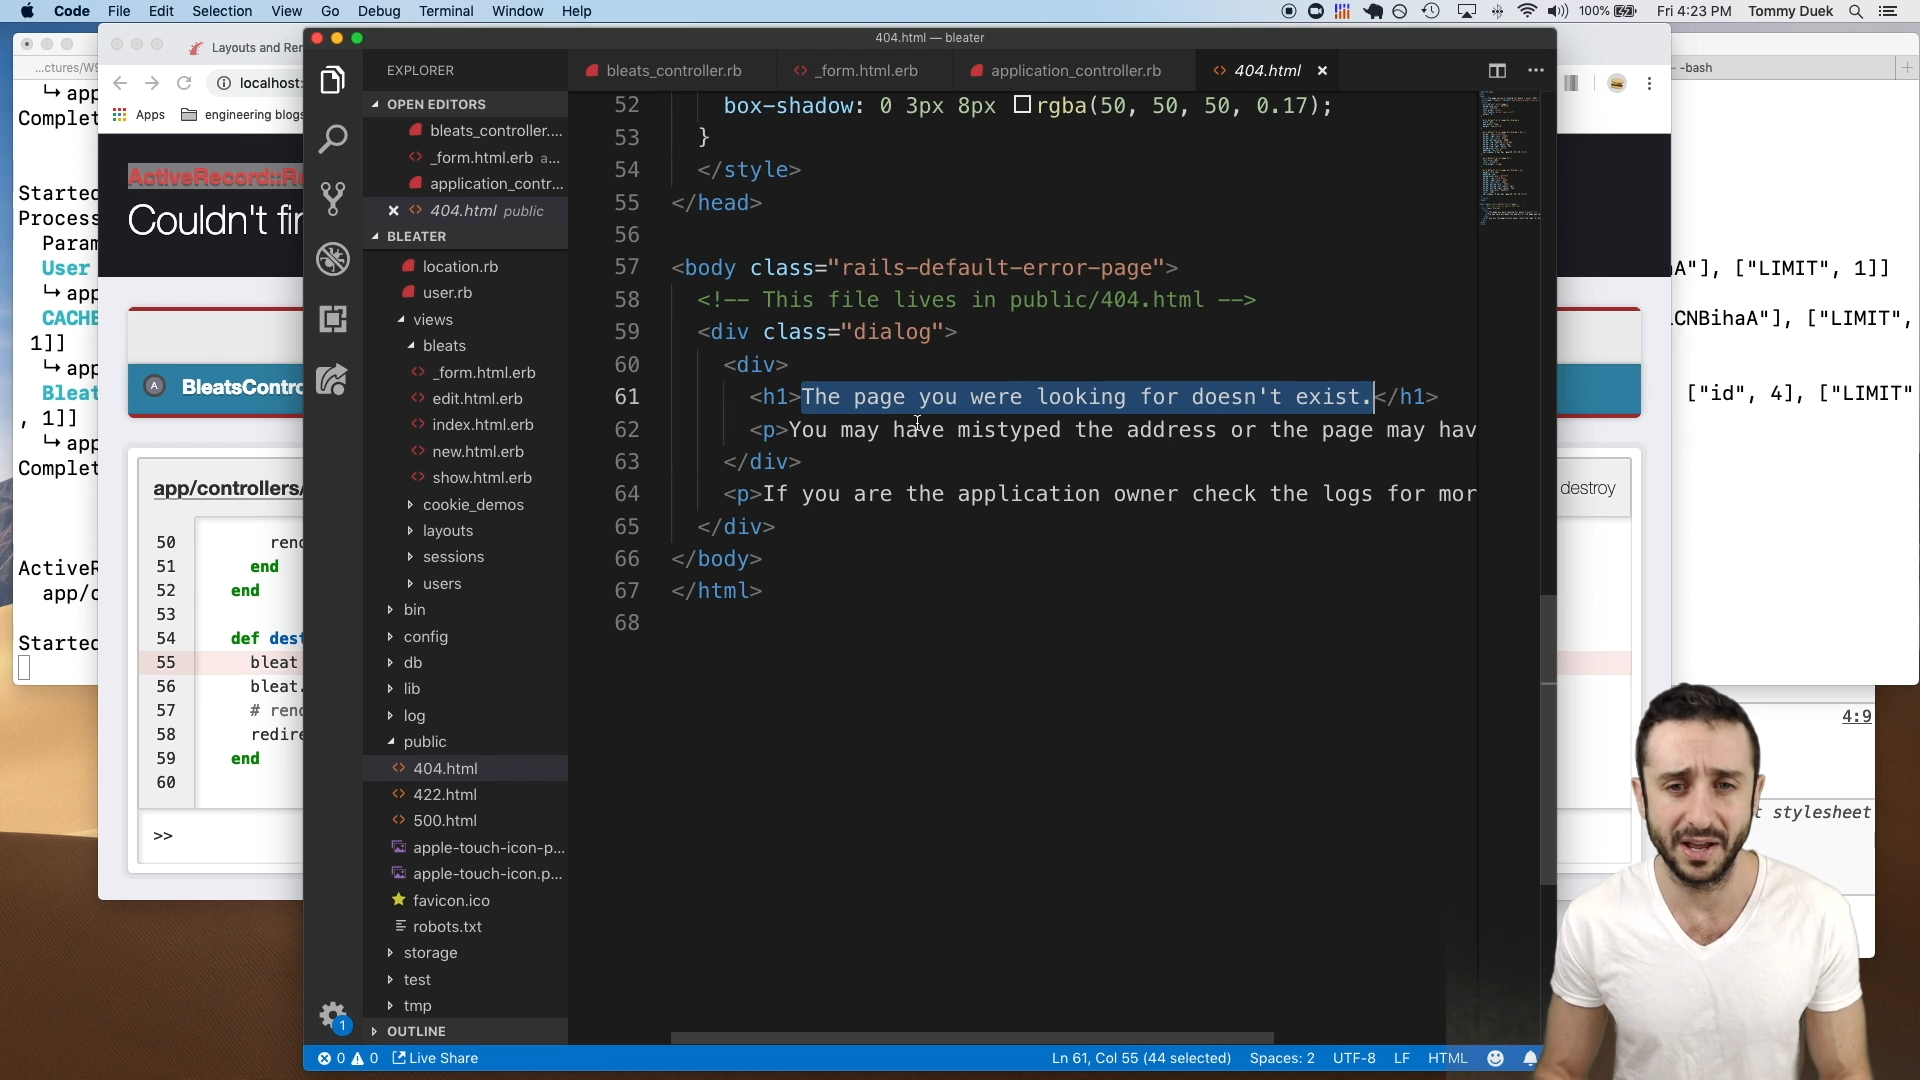 Code File Edit Selection View Go Debug Terminal Window Help
100% Fri 4:23 PM Tommy Duek
404.html — bleater
Layouts and Ren
localhost:
Apps engineering blogs
-bash
ActiveRecord::Re
Couldn't fin
BleatsContro
app/controllers/
50 rend
51 end
52 end
53
54 def dest
55 bleat
56 bleat.
57 # rend
58 redire
59 end
60
>>
↳ app
Complet
Started
Process
Param
User
↳ app
CACHE
1]]
↳ app
Bleat
, 1]]
↳ app
Complet
ActiveR
app/c
Started
EXPLORER
OPEN EDITORS
bleats_controller....
_form.html.erb a...
application_contr...
404.html public
BLEATER
location.rb
user.rb
views
bleats
_form.html.erb
edit.html.erb
index.html.erb
new.html.erb
show.html.erb
cookie_demos
layouts
sessions
users
bin
config
db
lib
log
public
404.html
422.html
500.html
apple-touch-icon-p...
apple-touch-icon.p...
favicon.ico
robots.txt
storage
test
tmp
OUTLINE
1
bleats_controller.rb _form.html.erb application_controller.rb 404.html
52 box-shadow: 0 3px 8px rgba(50, 50, 50, 0.17);
53 }
54 </style>
55 </head>
56
57 <body class="rails-default-error-page">
58 <!-- This file lives in public/404.html -->
59 <div class="dialog">
60 <div>
61 <h1>The page you were looking for doesn't exist.</h1>
62 <p>You may have mistyped the address or the page may hav
63 </div>
64 <p>If you are the application owner check the logs for mor
65 </div>
66 </body>
67 </html>
68
A"], ["LIMIT", 1]]
CNBihaA"], ["LIMIT",
["id", 4], ["LIMIT"
destroy
4:9
stylesheet
0 0 Live Share
Ln 61, Col 55 (44 selected) Spaces: 2 UTF-8 LF HTML